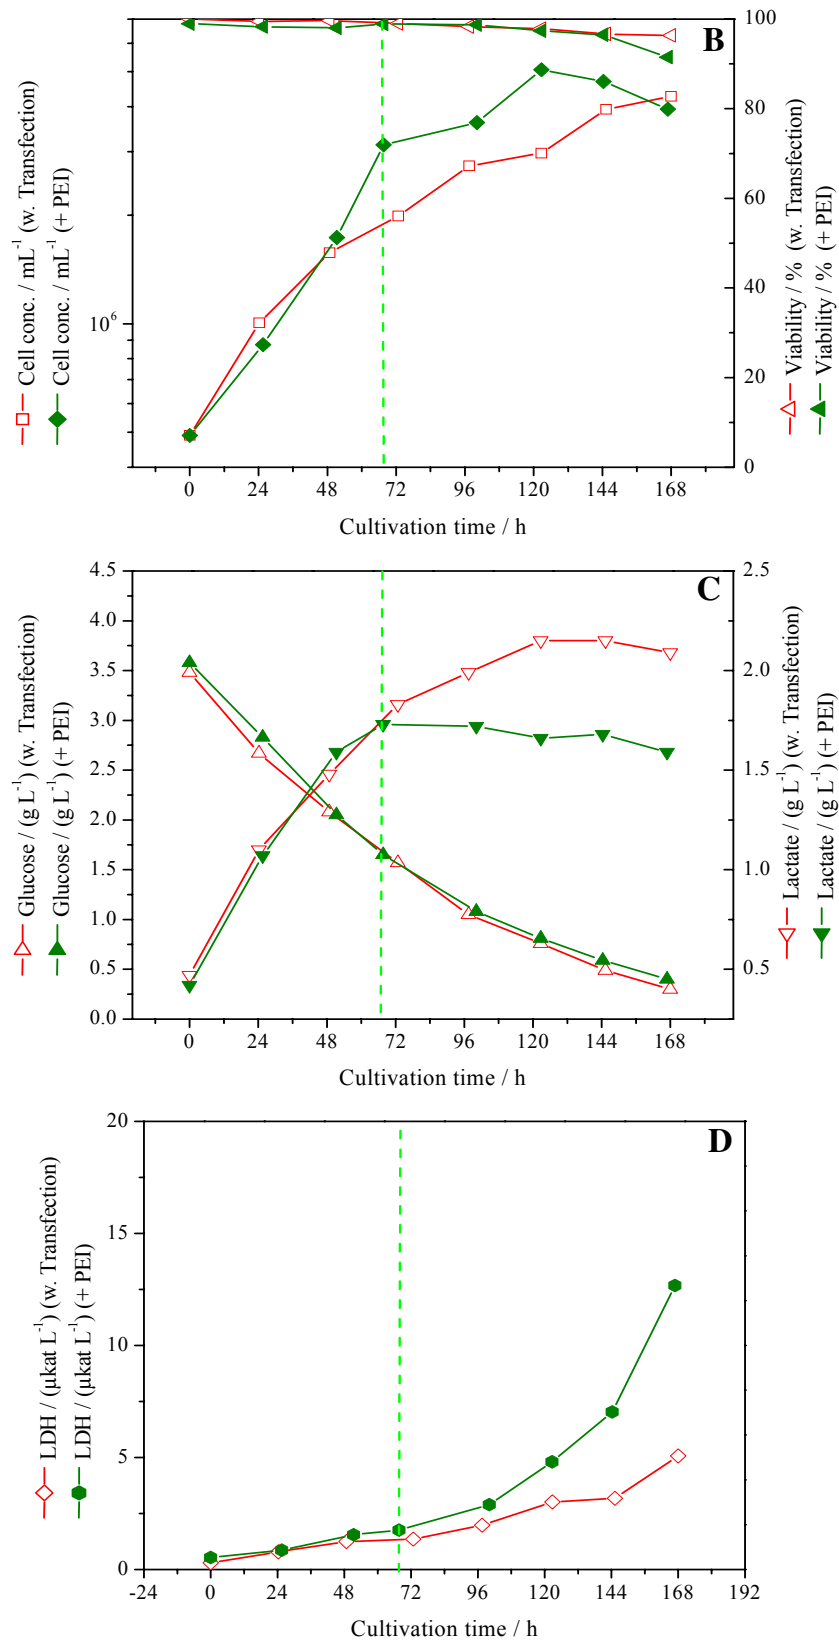 B
Cell conc. / mL⁻¹ (w. Transfection)
Cell conc. / mL⁻¹ (+ PEI)
10⁶
100
80
60
40
20
0
Viability / % (w. Transfection)
Viability / % (+ PEI)
0 24 48 72 96 120 144 168
Cultivation time / h
C
Glucose / (g L⁻¹) (w. Transfection)
Glucose / (g L⁻¹) (+ PEI)
4.5
4.0
3.5
3.0
2.5
2.0
1.5
1.0
0.5
0.0
2.5
2.0
1.5
1.0
0.5
Lactate / (g L⁻¹) (w. Transfection)
Lactate / (g L⁻¹) (+ PEI)
0 24 48 72 96 120 144 168
Cultivation time / h
D
LDH / (µkat L⁻¹) (w. Transfection)
LDH / (µkat L⁻¹) (+ PEI)
20
15
10
5
0
-24 0 24 48 72 96 120 144 168 192
Cultivation time / h